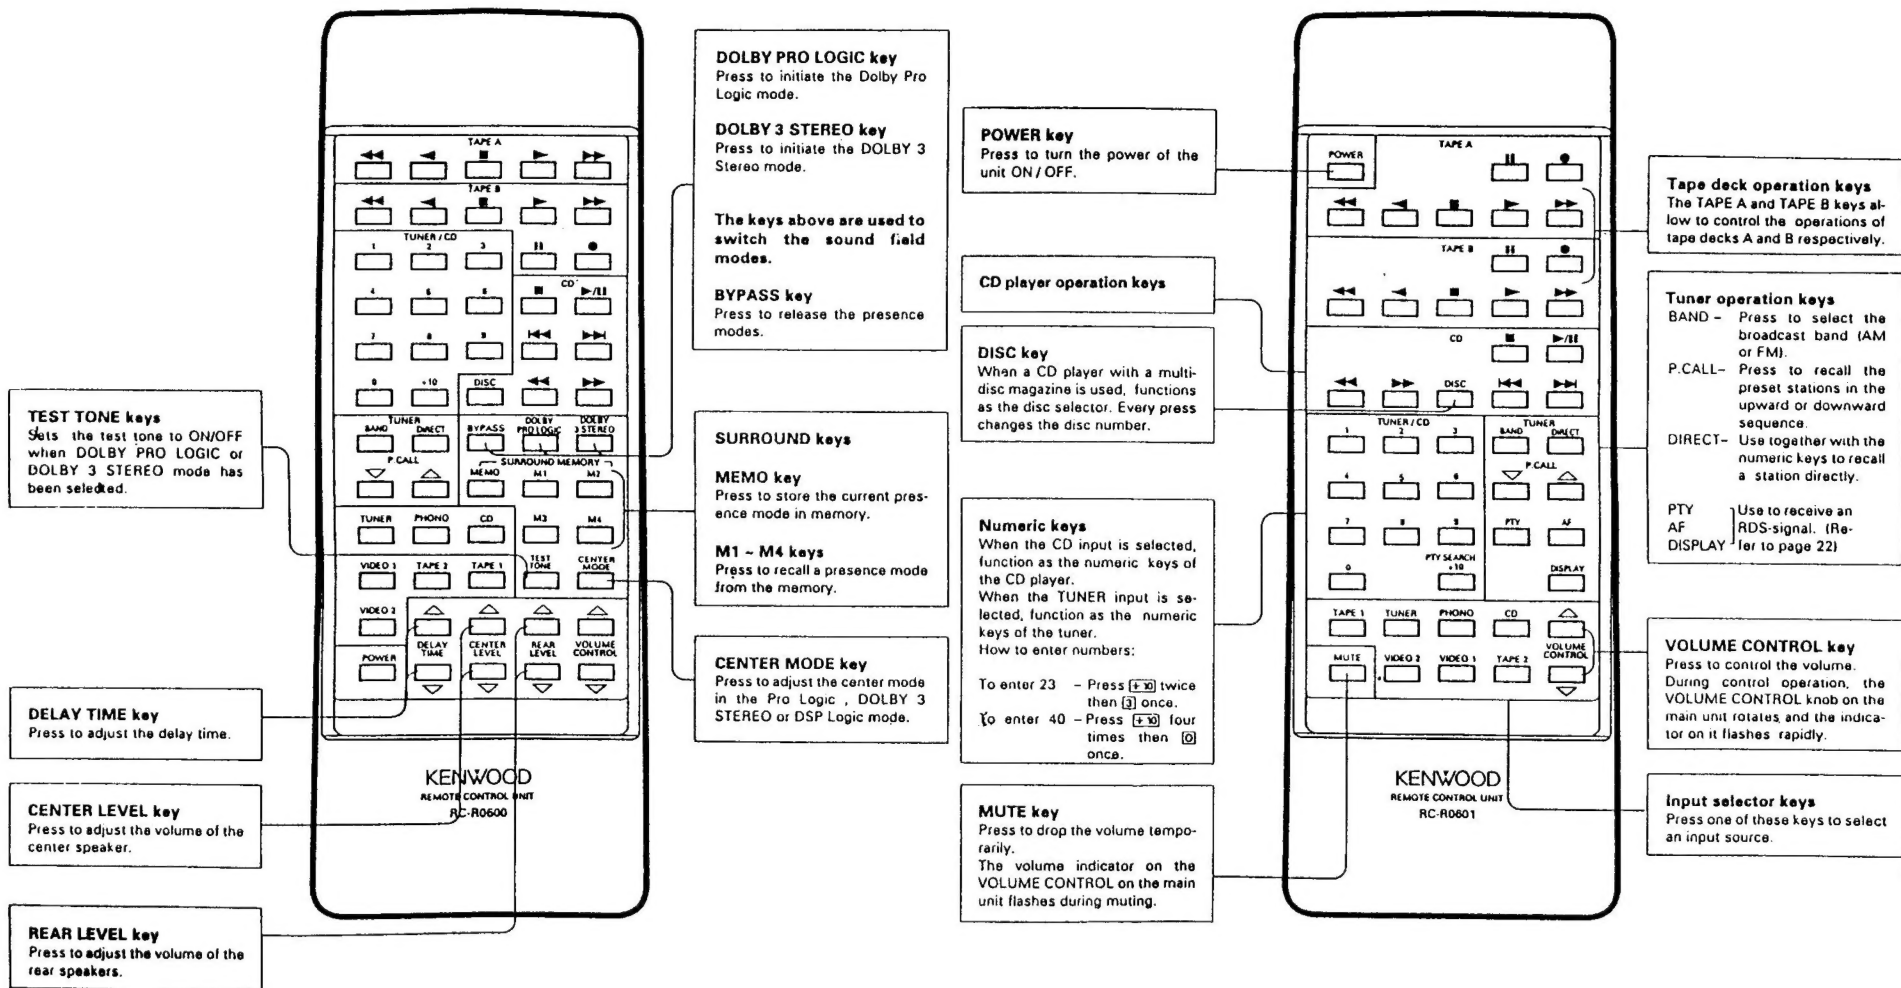 TAPE A
TAPE B
TUNER / CD
1 2 3
CD
4 5 6
7 8 9
0 +10 DISC
TUNER
BAND DIRECT BYPASS DOLBY PRO LOGIC DOLBY 3 STEREO
P.CALL SURROUND MEMORY
MEMO M1 M2
TUNER PHONO CD M3 M4
VIDEO 1 TAPE 2 TAPE 1 TEST TONE CENTER MODE
VIDEO 2
POWER DELAY TIME CENTER LEVEL REAR LEVEL VOLUME CONTROL
KENWOOD
REMOTE CONTROL UNIT
RC-R0600
TEST TONE keys
Sets the test tone to ON/OFF
when DOLBY PRO LOGIC or
DOLBY 3 STEREO mode has
been selected.
DELAY TIME key
Press to adjust the delay time.
CENTER LEVEL key
Press to adjust the volume of the
center speaker.
REAR LEVEL key
Press to adjust the volume of the
rear speakers.
DOLBY PRO LOGIC key
Press to initiate the Dolby Pro
Logic mode.
DOLBY 3 STEREO key
Press to initiate the DOLBY 3
Stereo mode.
The keys above are used to
switch the sound field
modes.
BYPASS key
Press to release the presence
modes.
SURROUND keys
MEMO key
Press to store the current pres-
ence mode in memory.
M1 ~ M4 keys
Press to recall a presence mode
from the memory.
CENTER MODE key
Press to adjust the center mode
in the Pro Logic , DOLBY 3
STEREO or DSP Logic mode.
POWER key
Press to turn the power of the
unit ON / OFF.
CD player operation keys
DISC key
When a CD player with a multi-
disc magazine is used, functions
as the disc selector. Every press
changes the disc number.
Numeric keys
When the CD input is selected,
function as the numeric keys of
the CD player.
When the TUNER input is se-
lected, function as the numeric
keys of the tuner.
How to enter numbers:
To enter 23 – Press +10 twice
then 3 once.
To enter 40 – Press +10 four
times then 0
once.
MUTE key
Press to drop the volume tempo-
rarily.
The volume indicator on the
VOLUME CONTROL on the main
unit flashes during muting.
POWER TAPE A
TAPE B
CD
DISC
TUNER / CD TUNER
1 2 3 BAND DIRECT
P.CALL
4 5 6
7 8 9 PTY AF
PTY SEARCH
0 +10 DISPLAY
TAPE 1 TUNER PHONO CD
MUTE VIDEO 2 VIDEO 1 TAPE 2 VOLUME CONTROL
KENWOOD
REMOTE CONTROL UNIT
RC-R0601
Tape deck operation keys
The TAPE A and TAPE B keys al-
low to control the operations of
tape decks A and B respectively.
Tuner operation keys
BAND – Press to select the
broadcast band (AM
or FM).
P.CALL– Press to recall the
preset stations in the
upward or downward
sequence.
DIRECT– Use together with the
numeric keys to recall
a station directly.
PTY Use to receive an
AF RDS-signal. (Re-
DISPLAY fer to page 22)
VOLUME CONTROL key
Press to control the volume.
During control operation, the
VOLUME CONTROL knob on the
main unit rotates and the indica-
tor on it flashes rapidly.
Input selector keys
Press one of these keys to select
an input source.